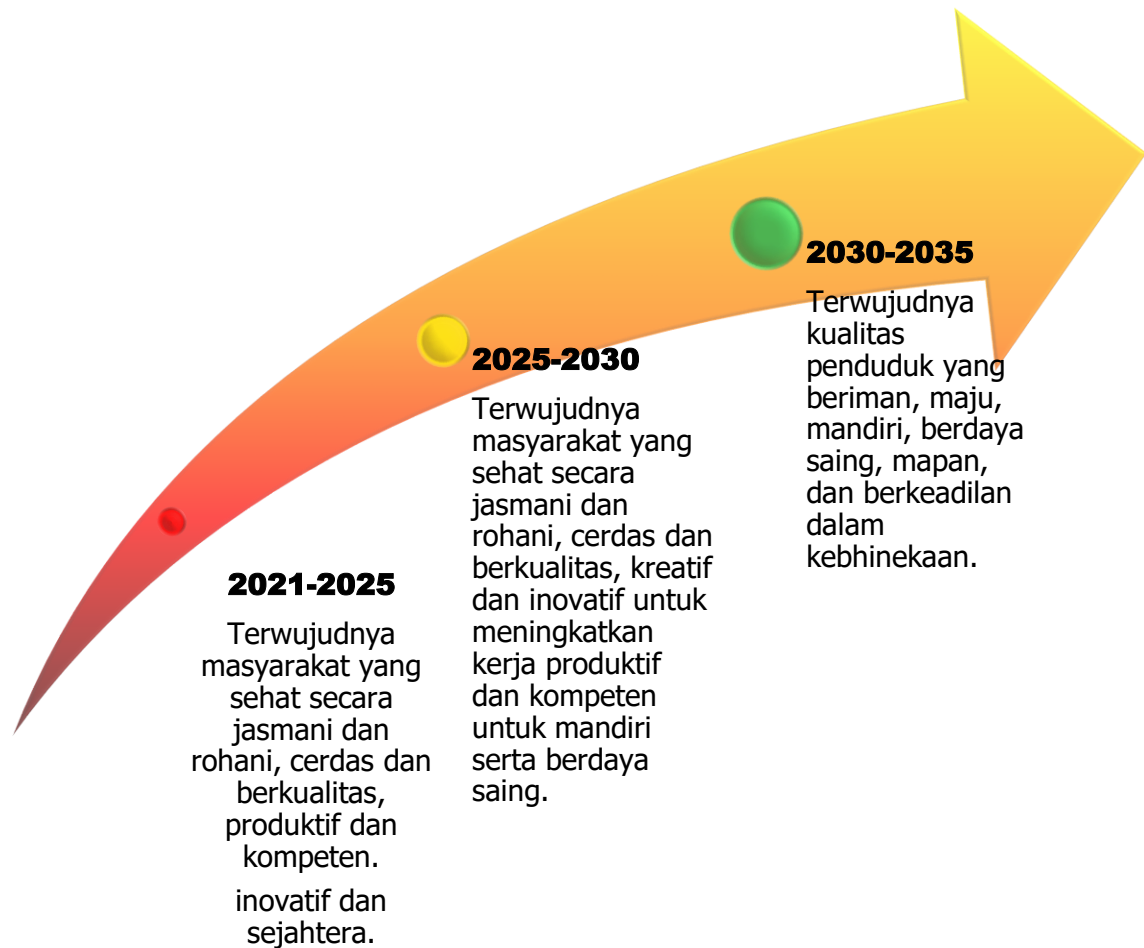 2021-2025
Terwujudnya
masyarakat yang
sehat secara
jasmani dan
rohani, cerdas dan
berkualitas,
produktif dan
kompeten.
inovatif dan
sejahtera.
2025-2030
Terwujudnya
masyarakat yang
sehat secara
jasmani dan
rohani, cerdas dan
berkualitas, kreatif
dan inovatif untuk
meningkatkan
kerja produktif
dan kompeten
untuk mandiri
serta berdaya
saing.
2030-2035
Terwujudnya
kualitas
penduduk yang
beriman, maju,
mandiri, berdaya
saing, mapan,
dan berkeadilan
dalam
kebhinekaan.